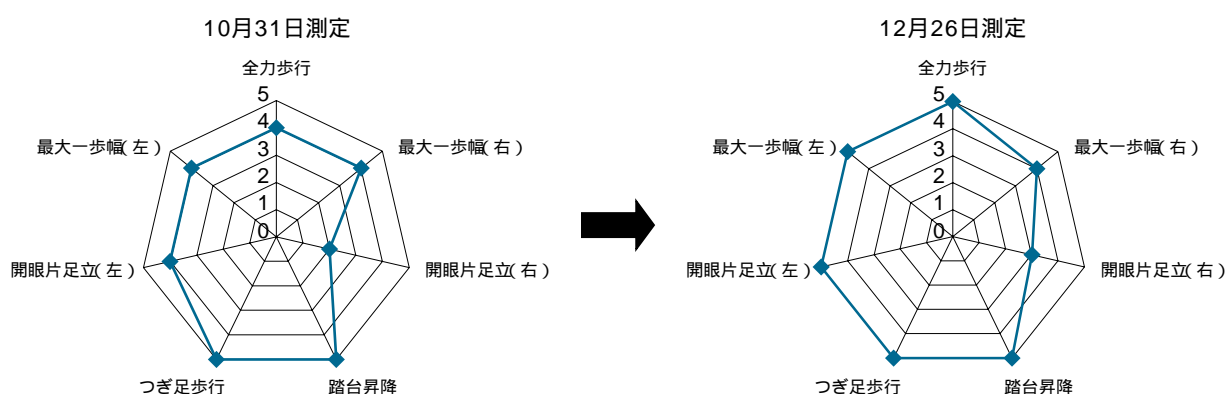 10月31日測定
全力歩行
5
4
3
2
1
0
最大一歩幅(左)
最大一歩幅(右)
開眼片足立(左)
開眼片足立(右)
つぎ足歩行
踏台昇降
12月26日測定
全力歩行
5
4
3
2
1
0
最大一歩幅(左)
最大一歩幅(右)
開眼片足立(左)
開眼片足立(右)
つぎ足歩行
踏台昇降